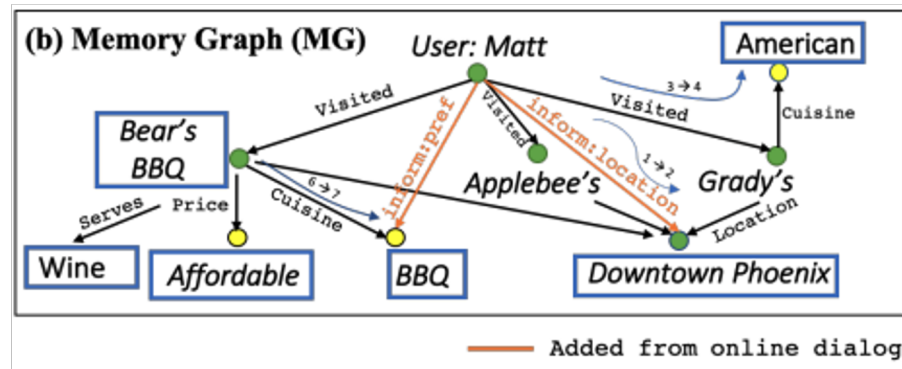 (b) Memory Graph (MG)
User: Matt
American
3→4
Visited
Visited
Visited
Cuisine
Bear's
BBQ
inform:pref
inform:location
1→2
6→7
Applebee's
Grady's
Serves
Price
Cuisine
Location
Wine
Affordable
BBQ
Downtown Phoenix
Added from online dialog